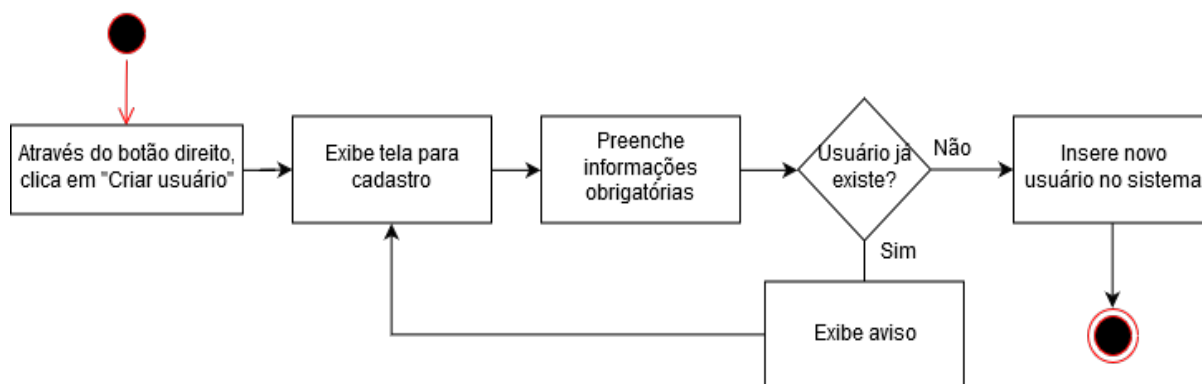 Através do botão direito,
clica em "Criar usuário"
Exibe tela para
cadastro
Preenche
informações
obrigatórias
Usuário já
existe?
Não
Insere novo
usuário no sistema
Sim
Exibe aviso